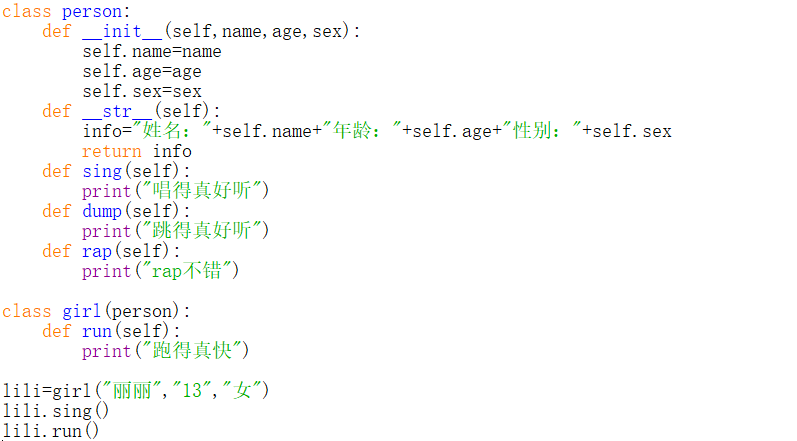 class person:
    def __init__(self,name,age,sex):
        self.name=name
        self.age=age
        self.sex=sex
    def __str__(self):
        info="姓名："+self.name+"年龄："+self.age+"性别："+self.sex
        return info
    def sing(self):
        print("唱得真好听")
    def dump(self):
        print("跳得真好听")
    def rap(self):
        print("rap不错")

class girl(person):
    def run(self):
        print("跑得真快")

lili=girl("丽丽","13","女")
lili.sing()
lili.run()